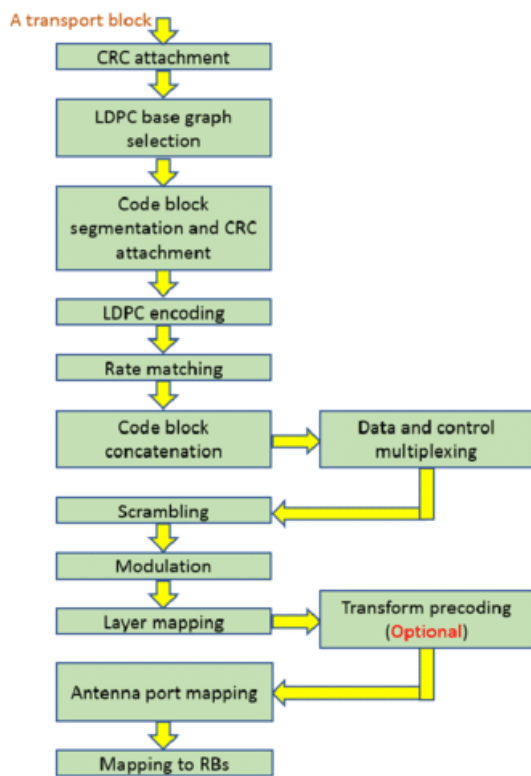 A transport block
CRC attachment
LDPC base graph
selection
Code block
segmentation and CRC
attachment
LDPC encoding
Rate matching
Code block
concatenation
Data and control
multiplexing
Scrambling
Modulation
Layer mapping
Transform precoding
(Optional)
Antenna port mapping
Mapping to RBs